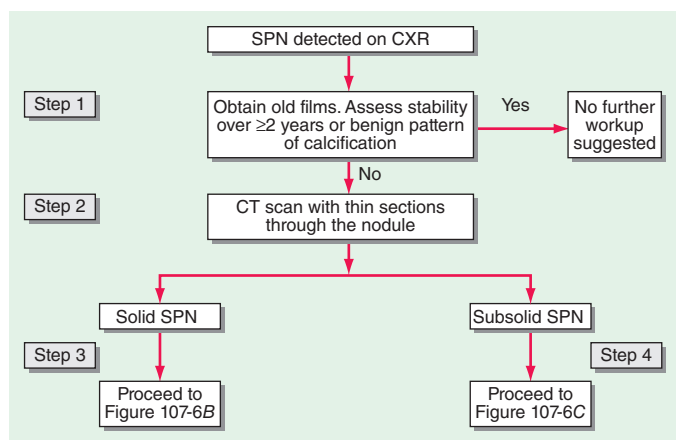 SPN detected on CXR
Step 1
Obtain old films. Assess stability
over ≥2 years or benign pattern
of calcification
Yes
No further
workup
suggested
No
Step 2
CT scan with thin sections
through the nodule
Solid SPN
Subsolid SPN
Step 3
Step 4
Proceed to
Figure 107-6B
Proceed to
Figure 107-6C